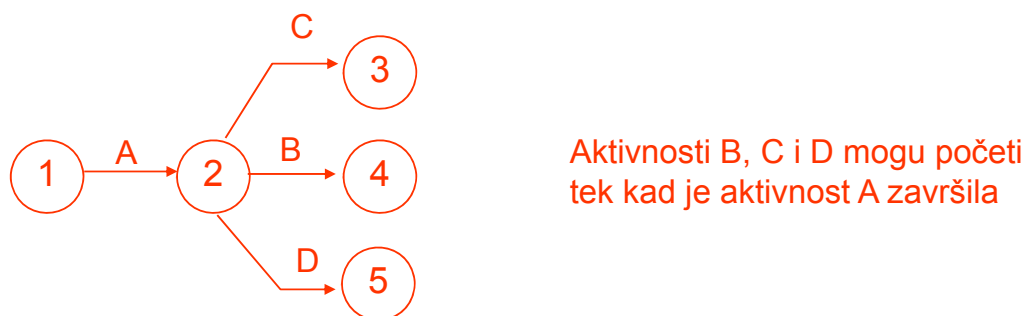 C
3
A
B
1
2
4
Aktivnosti B, C i D mogu početi
tek kad je aktivnost A završila
D
5